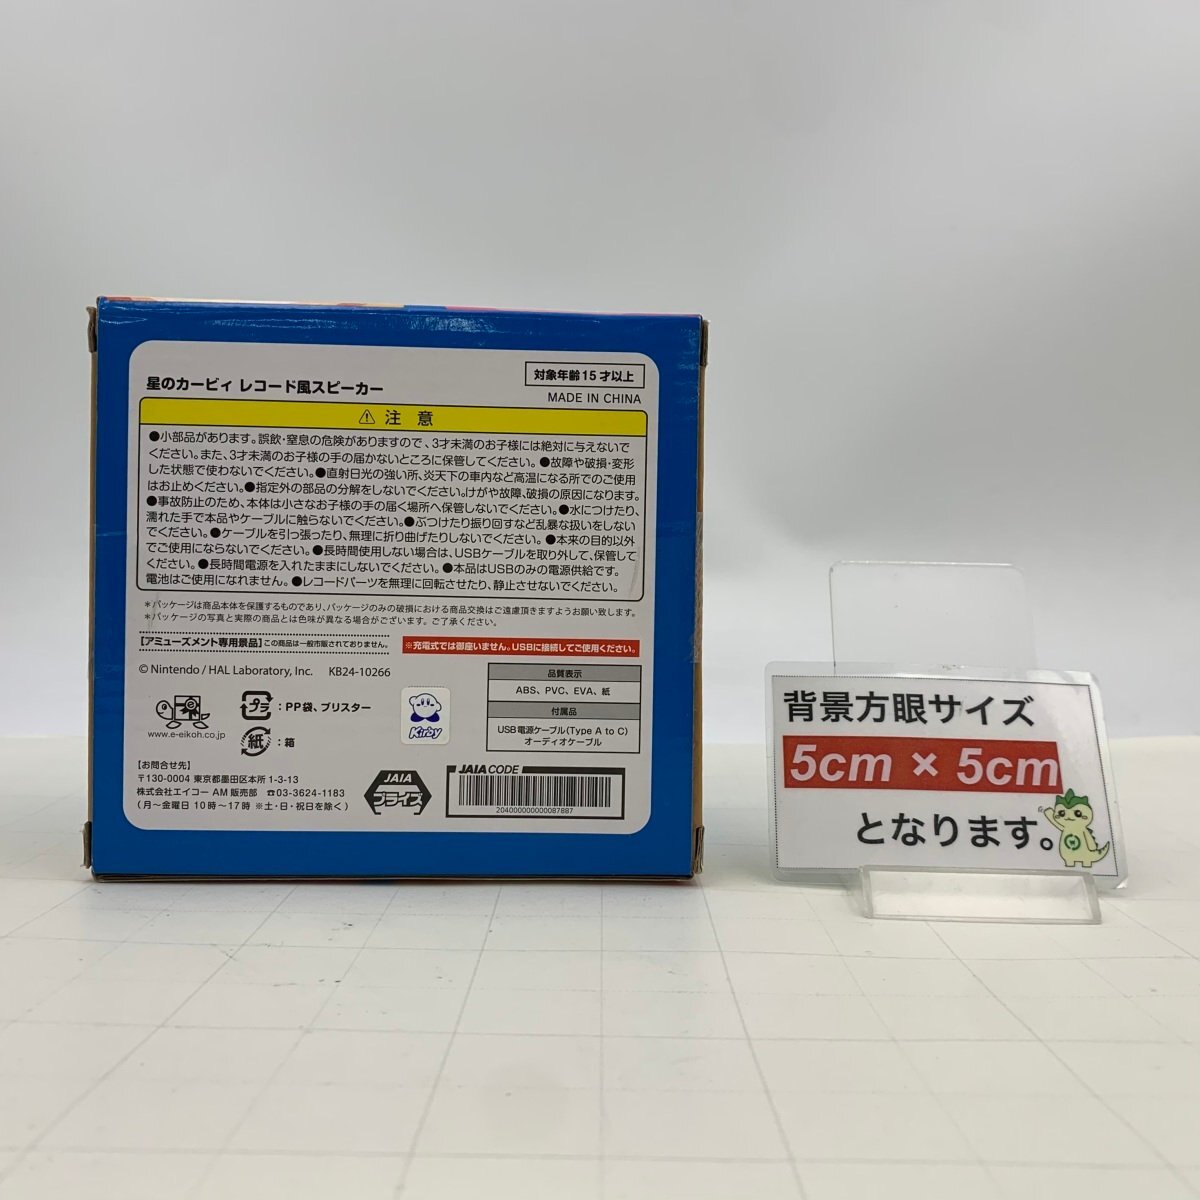 星のカービィ レコード風スピーカー
対象年齢15才以上
MADE IN CHINA
⚠ 注意
●小部品があります。誤飲・窒息の危険がありますので、3才未満のお子様には絶対に与えないで
ください。また、3才未満のお子様の手の届かないところに保管してください。●故障や破損・変形
した状態で使わないでください。●直射日光の強い所、炎天下の車内など高温になる所でのご使用
はお止めください。●指定外の部品の分解をしないでください。けがや故障、破損の原因になります。
●事故防止のため、本体は小さなお子様の手の届く場所へ保管しないでください。●水につけたり、
濡れた手で本品やケーブルに触らないでください。●ぶつけたり振り回すなど乱暴な扱いをしない
でください。●ケーブルを引っ張ったり、無理に折り曲げたりしないでください。●本来の目的以外
でご使用にならないでください。●長時間使用しない場合は、USBケーブルを取り外して、保管して
ください。●長時間電源を入れたままにしないでください。●本品はUSBのみの電源供給です。
電池はご使用になれません。●レコードパーツを無理に回転させたり、静止させないでください。
＊パッケージは商品本体を保護するものであり、パッケージのみの破損における商品交換はご遠慮頂きますようお願い致します。
＊パッケージの写真と実際の商品とは色味が異なる場合がございます。ご了承ください。
【アミューズメント専用景品】この商品は一般市販されておりません。
※充電式では御座いません。USBに接続してご使用ください。
© Nintendo / HAL Laboratory, Inc. KB24-10266
品質表示
ABS、PVC、EVA、紙
付属品
USB電源ケーブル(Type A to C)
オーディオケーブル
www.e-eikoh.co.jp
プラ
：PP袋、ブリスター
紙
：箱
Kirby
【お問合せ先】
〒130-0004 東京都墨田区本所1-3-13
株式会社エイコー AM販売部 ☎03-3624-1183
(月〜金曜日 10時〜17時 ※土・日・祝日を除く)
JAIA
プライズ
JAIA CODE
204000000000087887
背景方眼サイズ
5cm × 5cm
となります。